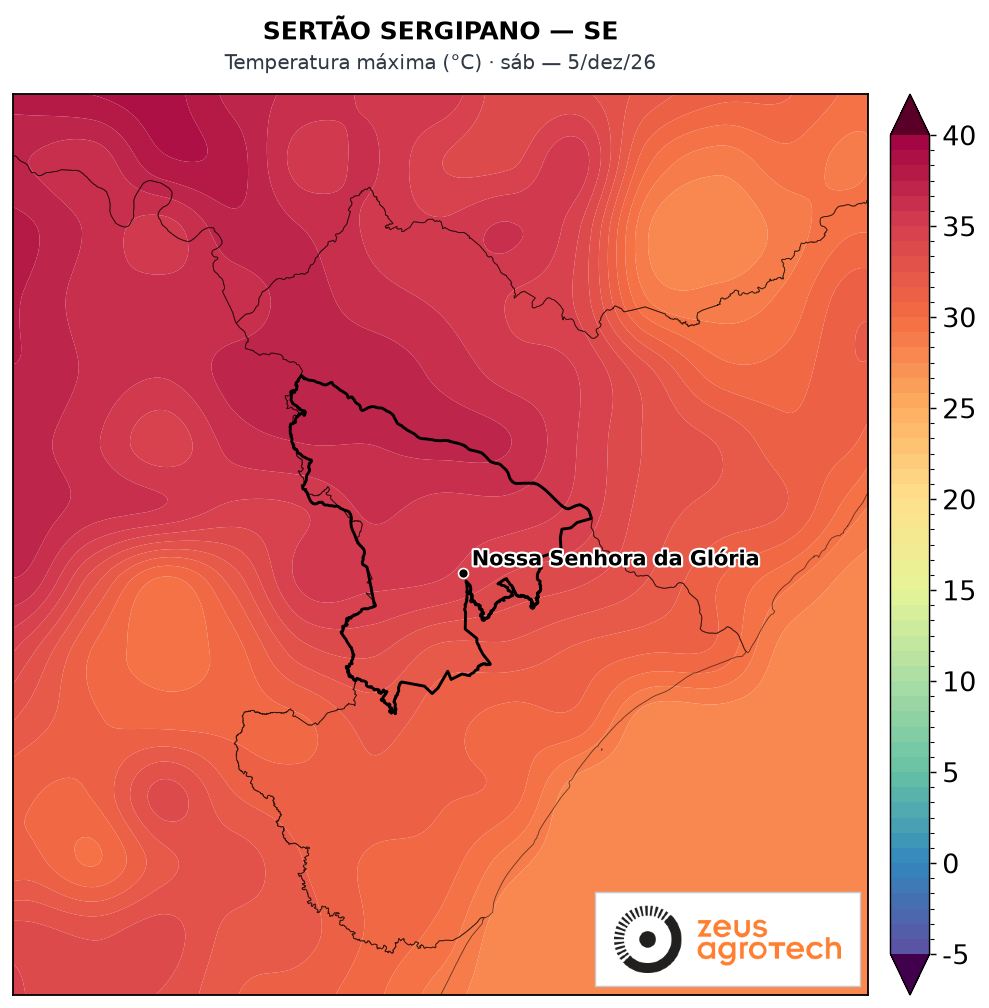 SERTÃO SERGIPANO — SE
Temperatura máxima (°C) · sáb — 5/dez/26
40
35
30
25
20
15
10
5
0
-5
Nossa Senhora da Glória
zeus
agrotech